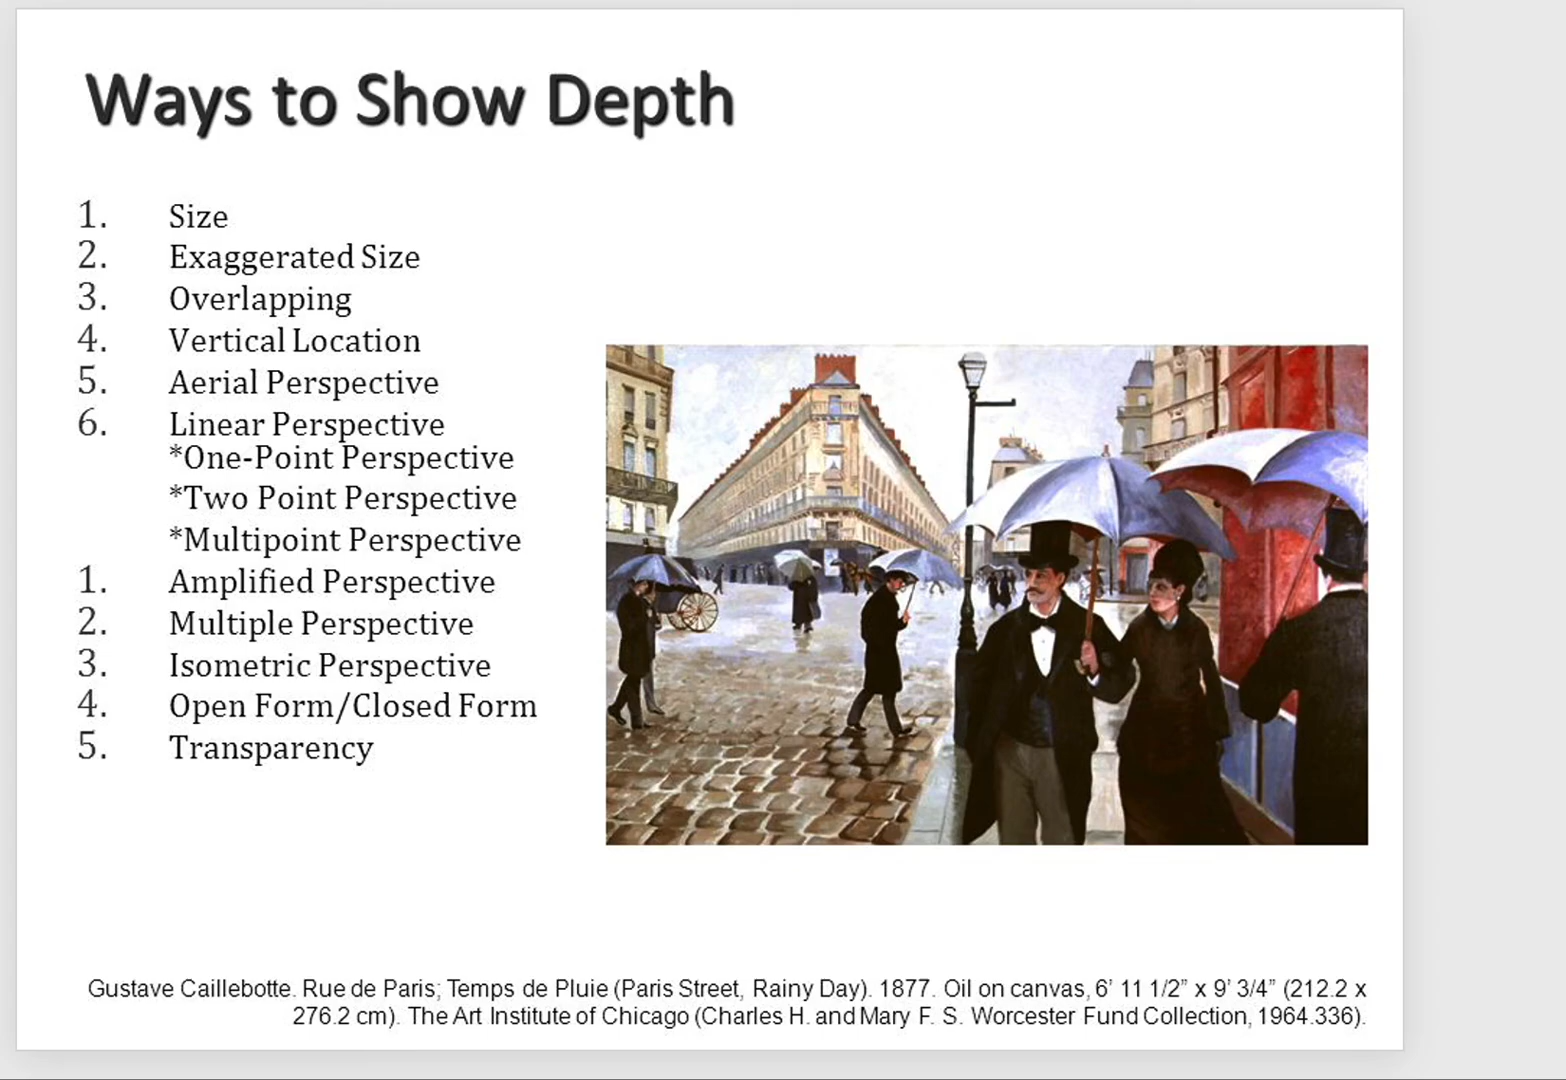 Ways to Show Depth
1. Size
2. Exaggerated Size
3. Overlapping
4. Vertical Location
5. Aerial Perspective
6. Linear Perspective
*One-Point Perspective
*Two Point Perspective
*Multipoint Perspective
1. Amplified Perspective
2. Multiple Perspective
3. Isometric Perspective
4. Open Form/Closed Form
5. Transparency
Gustave Caillebotte. Rue de Paris; Temps de Pluie (Paris Street, Rainy Day). 1877. Oil on canvas, 6’ 11 1/2” x 9’ 3/4” (212.2 x
276.2 cm). The Art Institute of Chicago (Charles H. and Mary F. S. Worcester Fund Collection, 1964.336).